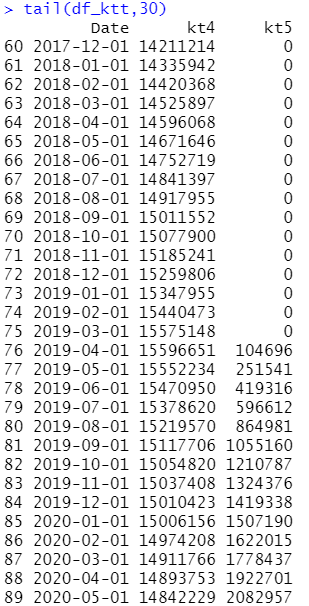 > tail(df_ktt,30)
Date kt4 kt5
60 2017-12-01 14211214 0
61 2018-01-01 14335942 0
62 2018-02-01 14420368 0
63 2018-03-01 14525897 0
64 2018-04-01 14596068 0
65 2018-05-01 14671646 0
66 2018-06-01 14752719 0
67 2018-07-01 14841397 0
68 2018-08-01 14917955 0
69 2018-09-01 15011552 0
70 2018-10-01 15077900 0
71 2018-11-01 15185241 0
72 2018-12-01 15259806 0
73 2019-01-01 15347955 0
74 2019-02-01 15440473 0
75 2019-03-01 15575148 0
76 2019-04-01 15596651 104696
77 2019-05-01 15552234 251541
78 2019-06-01 15470950 419316
79 2019-07-01 15378620 596612
80 2019-08-01 15219570 864981
81 2019-09-01 15117706 1055160
82 2019-10-01 15054820 1210787
83 2019-11-01 15037408 1324376
84 2019-12-01 15010423 1419338
85 2020-01-01 15006156 1507190
86 2020-02-01 14974208 1622015
87 2020-03-01 14911766 1778437
88 2020-04-01 14893753 1922701
89 2020-05-01 14842229 2082957